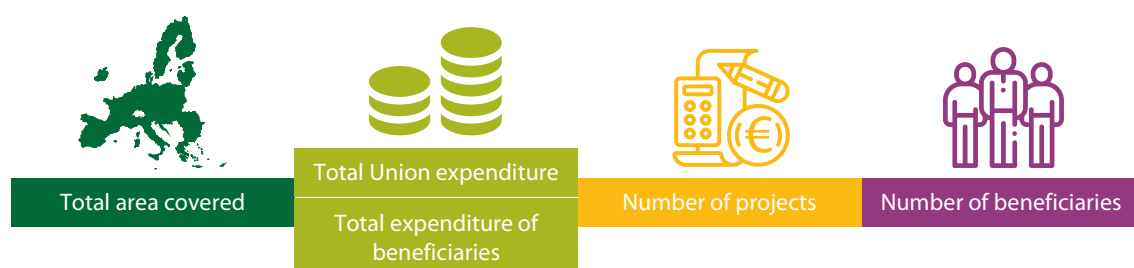 Total area covered
Total Union expenditure
Total expenditure of
beneficiaries
€
Number of projects
Number of beneficiaries